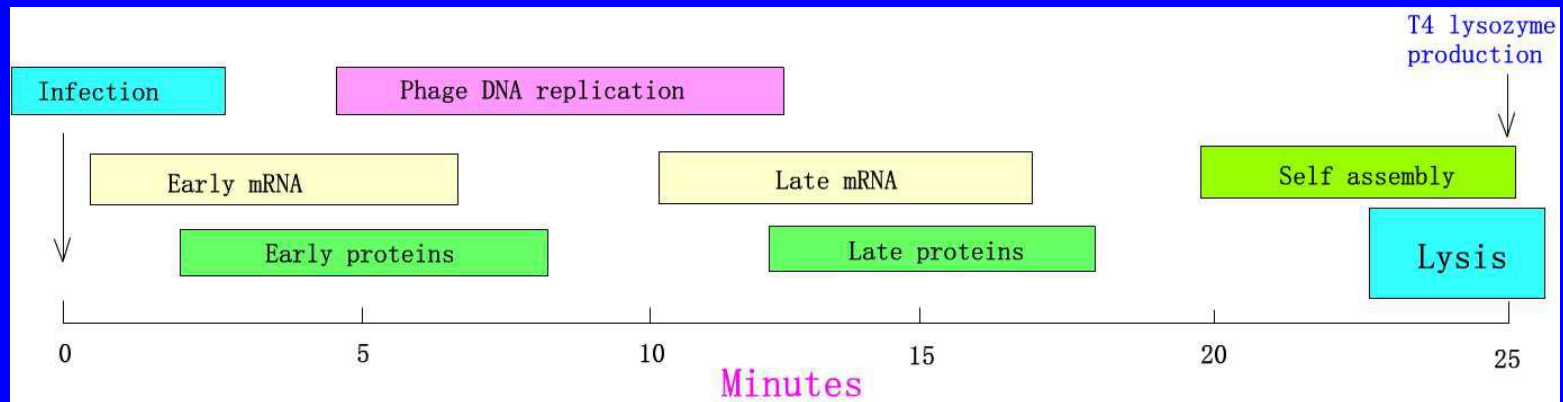 T4 lysozyme
production
Infection
Phage DNA replication
Early mRNA
Late mRNA
Self assembly
Early proteins
Late proteins
Lysis
0
5
10
15
20
25
Minutes